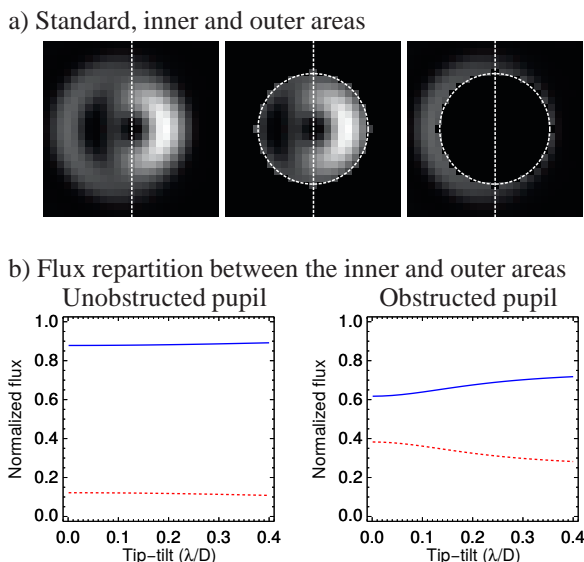 a) Standard, inner and outer areas
b) Flux repartition between the inner and outer areas
Unobstructed pupil
Obstructed pupil
Normalized flux
1.0
0.8
0.6
0.4
0.2
0.0
0.0 0.1 0.2 0.3 0.4
Tip−tilt (λ/D)
Normalized flux
1.0
0.8
0.6
0.4
0.2
0.0
0.0 0.1 0.2 0.3 0.4
Tip−tilt (λ/D)